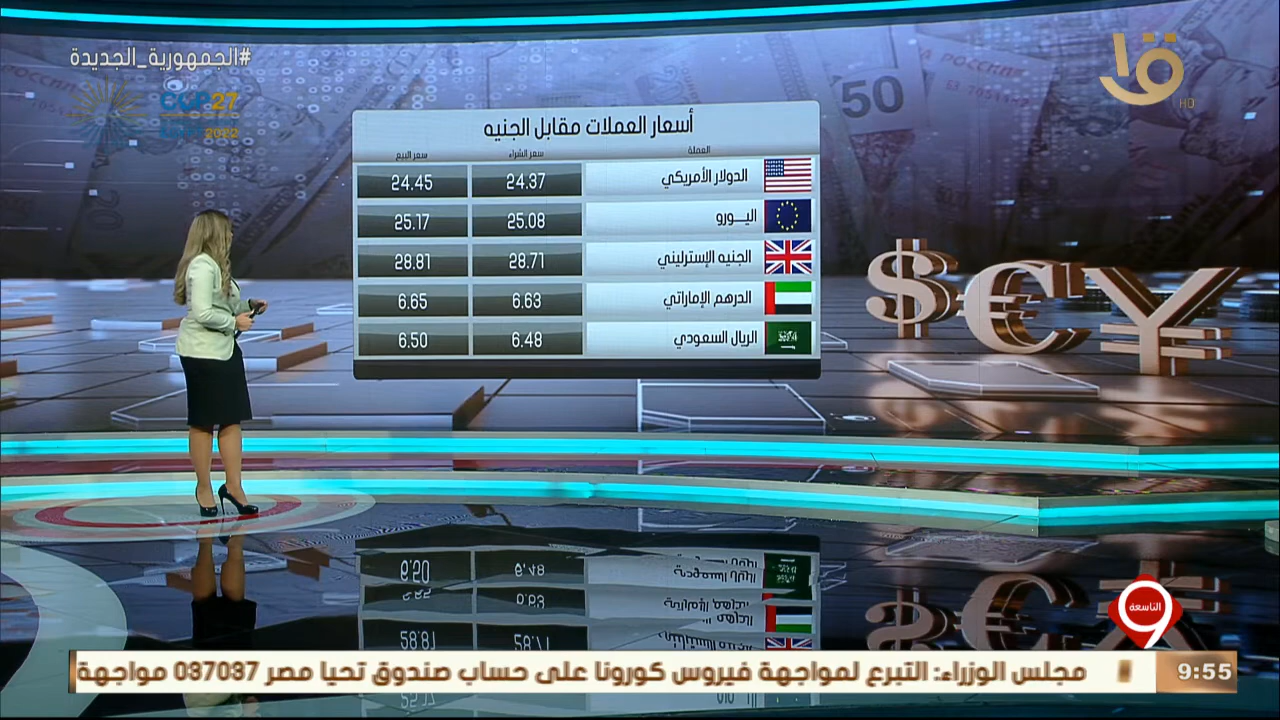 #الجمهورية_الجديدة
COP27
EGYPT 2022
HD
50
РОССИЯ
أسعار العملات مقابل الجنيه
العملة سعر الشراء سعر البيع
الدولار الأمريكي 24.37 24.45
اليـورو 25.08 25.17
الجنيه الإسترليني 28.71 28.81
الدرهم الإماراتي 6.63 6.65
الريال السعودي 6.48 6.50
$ € ¥
التاسعة
9:55 مجلس الوزراء: التبرع لمواجهة فيروس كورونا على حساب صندوق تحيا مصر 037037 مواجهة